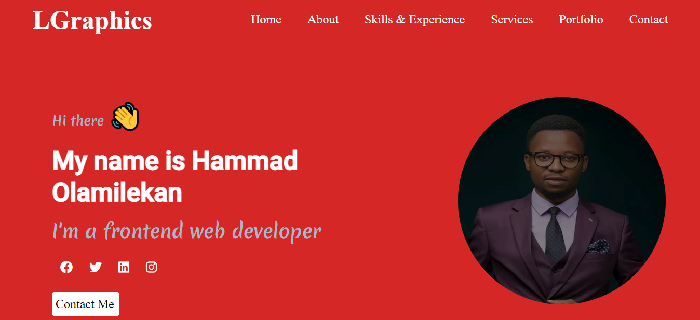 LGraphics
Home About Skills & Experience Services Portfolio Contact
Hi there
My name is Hammad
Olamilekan
I'm a frontend web developer
Contact Me